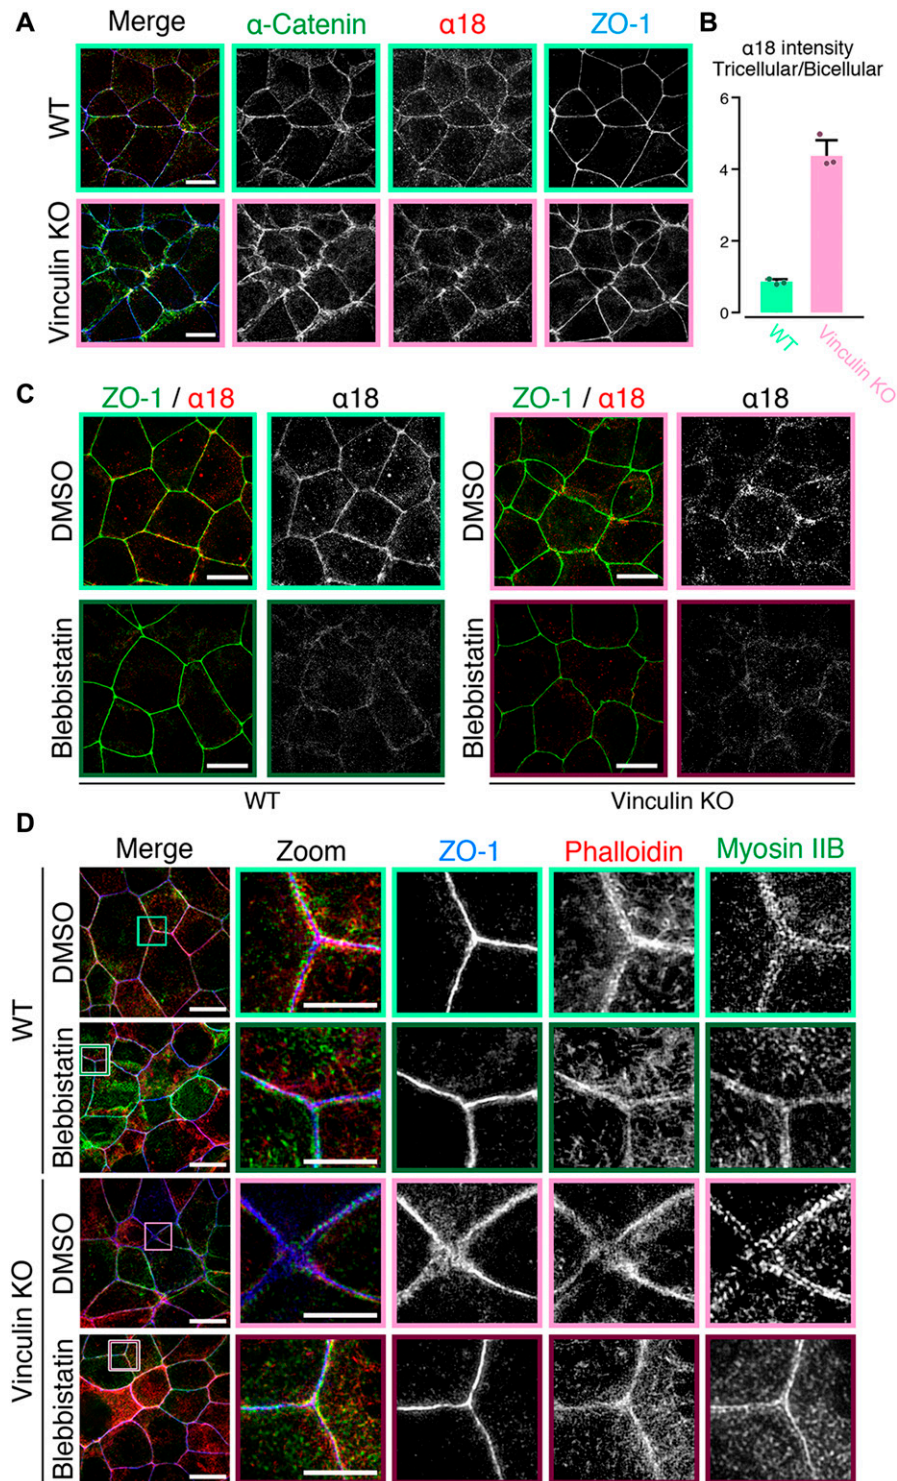 A
Merge
α-Catenin
α18
ZO-1
WT
Vinculin KO
B
α18 intensity
Tricellular/Bicellular
6
4
2
0
WT
Vinculin KO
C
ZO-1 / α18
α18
ZO-1 / α18
α18
DMSO
DMSO
Blebbistatin
Blebbistatin
WT
Vinculin KO
D
Merge
Zoom
ZO-1
Phalloidin
Myosin IIB
WT
DMSO
Blebbistatin
Vinculin KO
DMSO
Blebbistatin